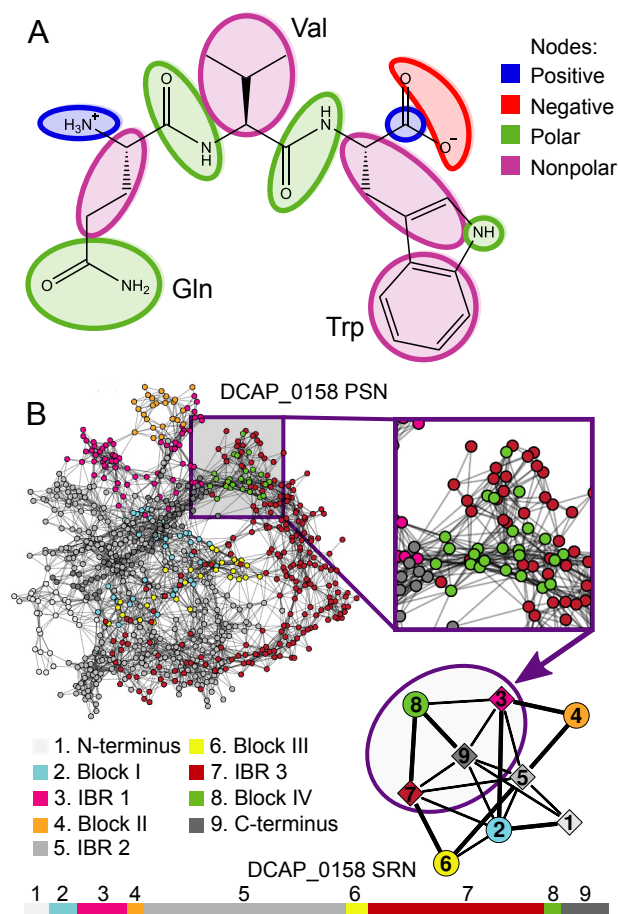 A
Val
Nodes:
Positive
Negative
Polar
Nonpolar
H₃N⁺
O
N
H
H
N
O
O
O⁻
NH
O
NH₂
Gln
Trp
DCAP_0158 PSN
B
8
3
4
9
5
7
2
1
6
1. N-terminus
2. Block I
3. IBR 1
4. Block II
5. IBR 2
6. Block III
7. IBR 3
8. Block IV
9. C-terminus
DCAP_0158 SRN
1 2 3 4 5 6 7 8 9